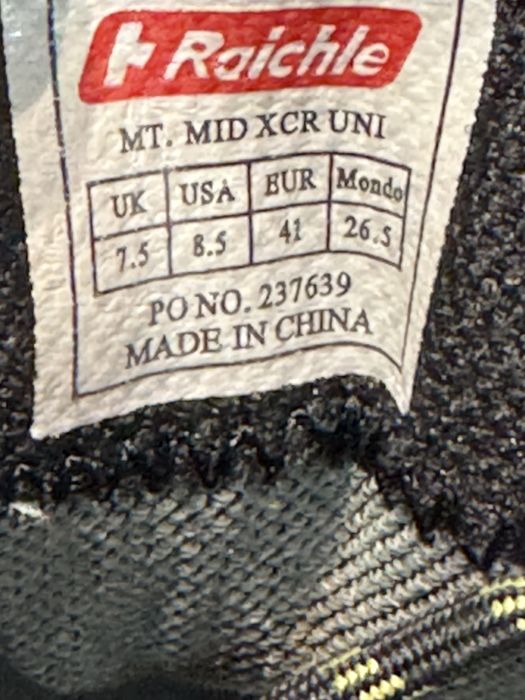 Raichle
MT. MID XCR UNI
UK USA EUR Mondo
7.5 8.5 41 26.5
PO NO. 237639
MADE IN CHINA